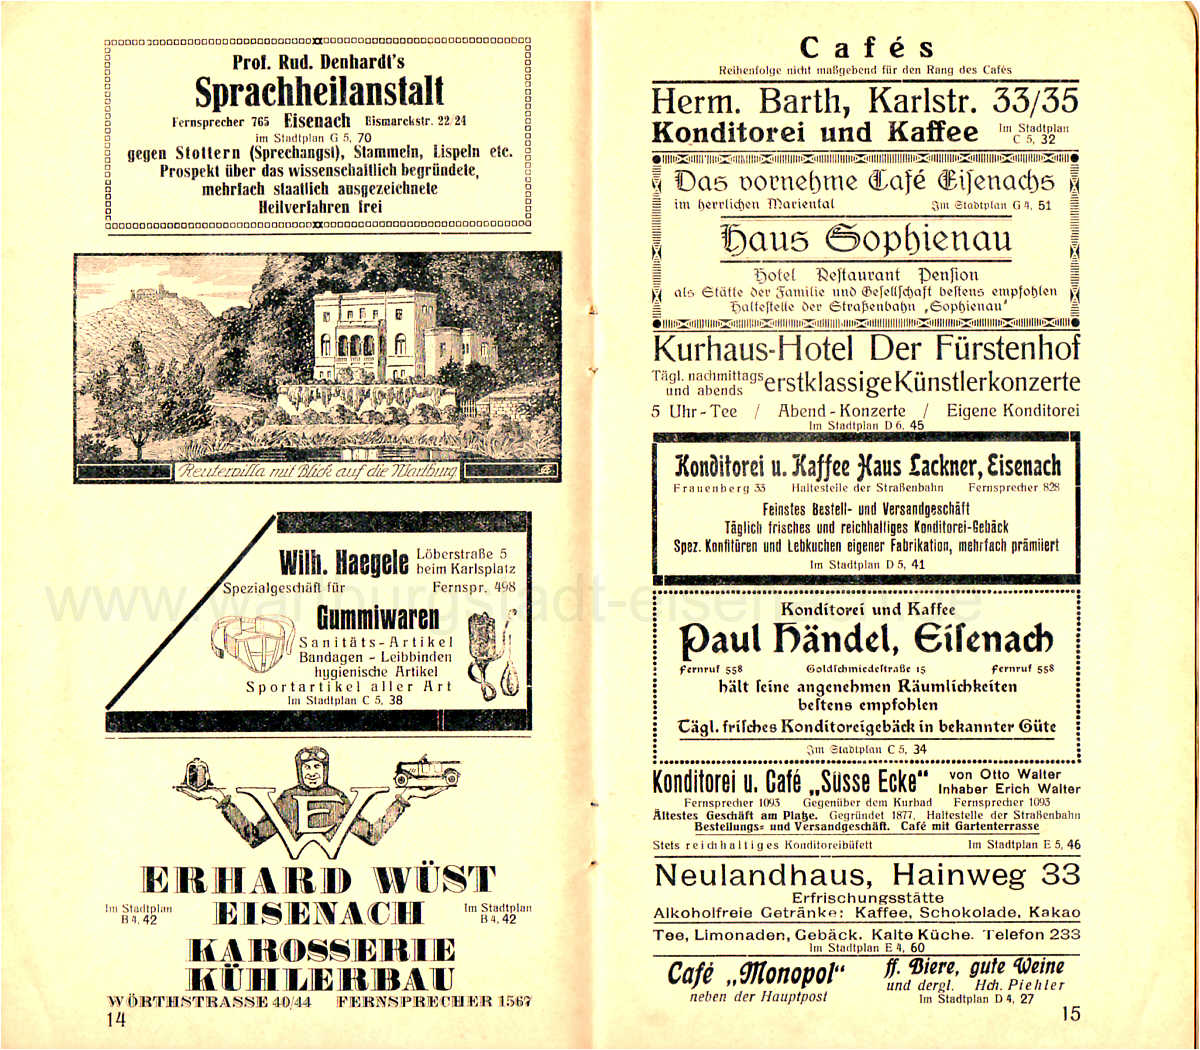 Prof. Rud. Denhardt's
Sprachheilanstalt
Fernsprecher 765 Eisenach Bismarckstr. 22/24
im Stadtplan G 5, 70
gegen Stottern (Sprechangst), Stammeln, Lispeln etc.
Prospekt über das wissenschaftlich begründete,
mehrfach staatlich ausgezeichnete
Heilverfahren frei
Reutervilla mit Blick auf die Wartburg
Wilh. Haegele Löberstraße 5
beim Karlsplatz
Spezialgeschäft für Fernspr. 498
Gummiwaren
Sanitäts-Artikel
Bandagen - Leibbinden
hygienische Artikel
Sportartikel aller Art
Im Stadtplan C 5, 38
EW
ERHARD WÜST
Im Stadtplan
B 4, 42
EISENACH
Im Stadtplan
B 4, 42
KAROSSERIE
KÜHLERBAU
WÖRTHSTRASSE 40/44 FERNSPRECHER 1567
14
Cafés
Reihenfolge nicht maßgebend für den Rang des Cafés
Herm. Barth, Karlstr. 33/35
Konditorei und Kaffee Im Stadtplan
C 5, 32
Das vornehme Café Eisenachs
im herrlichen Mariental Im Stadtplan G 4, 51
Haus Sophienau
Hotel Restaurant Pension
als Stätte der Familie und Gesellschaft bestens empfohlen
Haltestelle der Straßenbahn „Sophienau"
Kurhaus-Hotel Der Fürstenhof
Tägl. nachmittags
und abends erstklassige Künstlerkonzerte
5 Uhr-Tee / Abend-Konzerte / Eigene Konditorei
Im Stadtplan D 6, 45
Konditorei u. Kaffee Haus Lackner, Eisenach
Frauenberg 33 Haltestelle der Straßenbahn Fernsprecher 828
Feinstes Bestell- und Versandgeschäft
Täglich frisches und reichhaltiges Konditorei-Gebäck
Spez. Konfitüren und Lebkuchen eigener Fabrikation, mehrfach prämiiert
Im Stadtplan D 5, 41
Konditorei und Kaffee
Paul Händel, Eisenach
Fernruf 558 Goldschmiedestraße 15 Fernruf 558
hält seine angenehmen Räumlichkeiten
bestens empfohlen
Tägl. frisches Konditoreigebäck in bekannter Güte
Im Stadtplan C 5, 34
Konditorei u. Café „Süsse Ecke" von Otto Walter
Inhaber Erich Walter
Fernsprecher 1093 Gegenüber dem Kurbad Fernsprecher 1093
Ältestes Geschäft am Platze. Gegründet 1877. Haltestelle der Straßenbahn
Bestellungs- und Versandgeschäft. Café mit Gartenterrasse
Stets reichhaltiges Konditoreibüfett Im Stadtplan E 5, 46
Neulandhaus, Hainweg 33
Erfrischungsstätte
Alkoholfreie Getränke: Kaffee, Schokolade, Kakao
Tee, Limonaden, Gebäck. Kalte Küche. Telefon 233
Im Stadtplan E 4, 60
Café „Monopol" ff. Biere, gute Weine
neben der Hauptpost und dergl. Hch. Piehler
Im Stadtplan D 4, 27
15